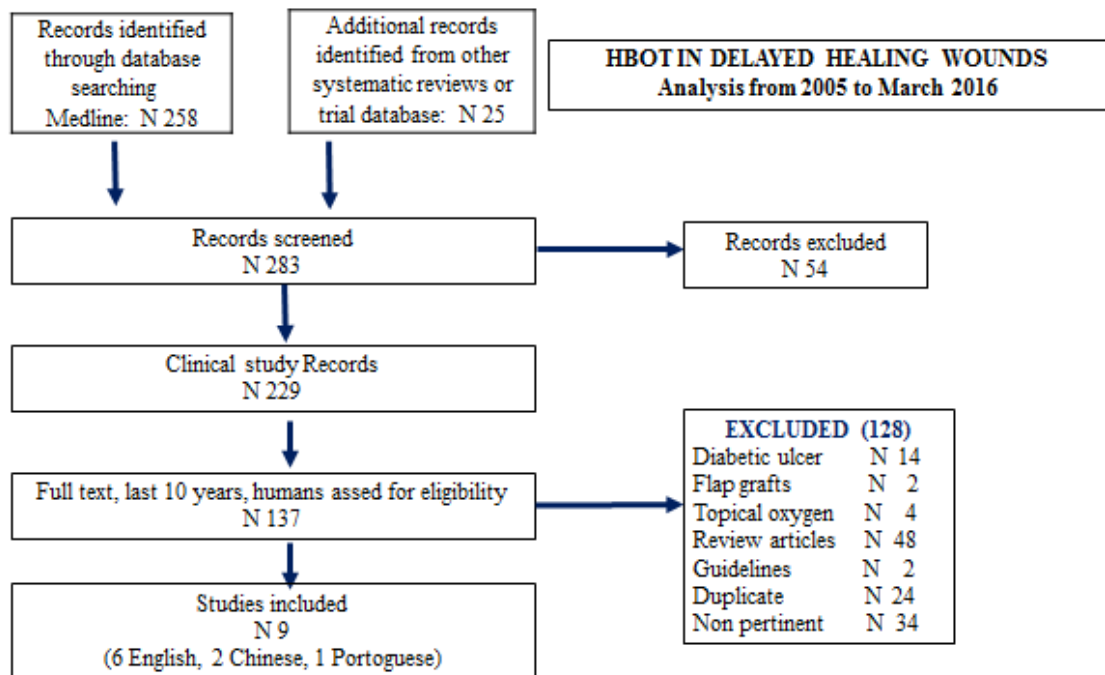 Records identified
through database
searching
Medline: N 258
Additional records
identified from other
systematic reviews or
trial database: N 25
HBOT IN DELAYED HEALING WOUNDS
Analysis from 2005 to March 2016
Records screened
N 283
Records excluded
N 54
Clinical study Records
N 229
Full text, last 10 years, humans assed for eligibility
N 137
EXCLUDED (128)
Diabetic ulcer N 14
Flap grafts N 2
Topical oxygen N 4
Review articles N 48
Guidelines N 2
Duplicate N 24
Non pertinent N 34
Studies included
N 9
(6 English, 2 Chinese, 1 Portoguese)